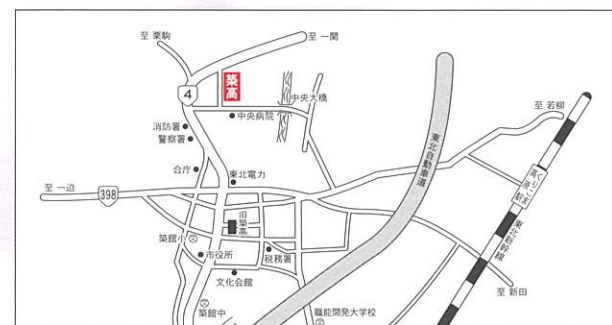 至 栗駒
至 一関
4
築高
中央大橋
中央病院
消防署
警察署
至 若柳
東北自動車道
くりこま高原駅
合庁
東北電力
至 一迫
398
旧築高
築館小
東北新幹線
市役所
税務署
文化会館
至 新田
築館中
職能開発大学校